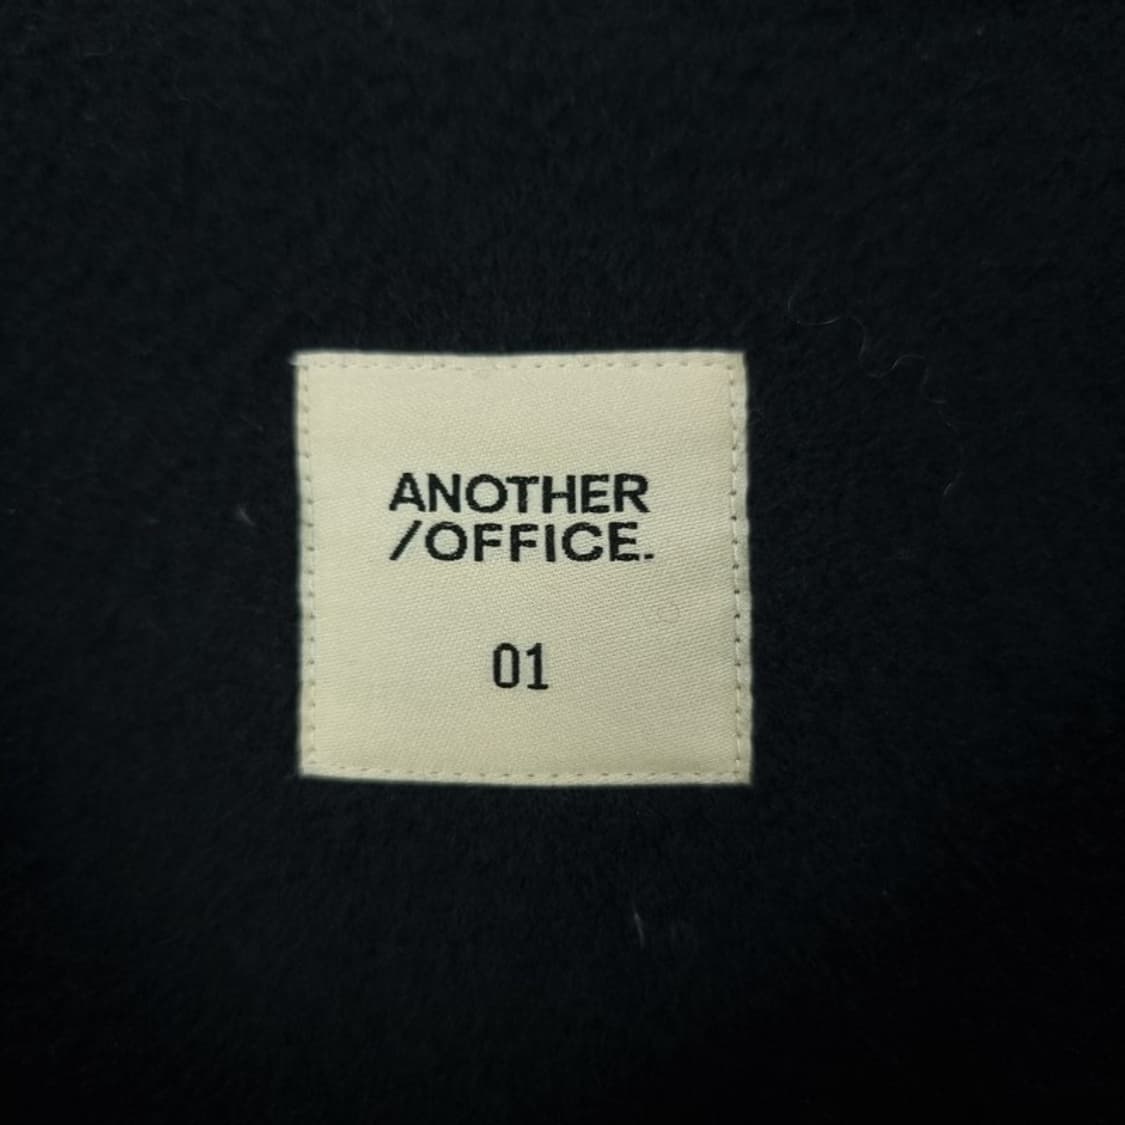 ANOTHER
/OFFICE.
01